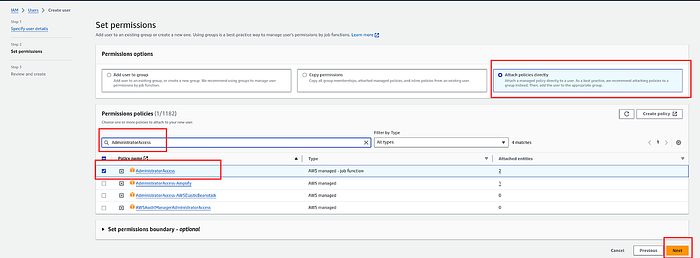 IAM > Users > Create user
Step 1
Specify user details
Step 2
Set permissions
Step 3
Review and create
Set permissions
Add user to an existing group or create a new one. Using groups is a best-practice way to manage user's permissions by job functions. Learn more
Permissions options
Add user to group
Add user to an existing group, or create a new group. We recommend using groups to manage user permissions by job function.
Copy permissions
Copy all group memberships, attached managed policies, and inline policies from an existing user.
Attach policies directly
Attach a managed policy directly to a user. As a best practice, we recommend attaching policies to a group instead. Then, add the user to the appropriate group.
Permissions policies (1/1182)
Choose one or more policies to attach to your new user.
Create policy
Filter by Type
AdministratorAccess
All types
4 matches
1
Policy name
Type
Attached entities
AdministratorAccess
AWS managed - job function
2
AdministratorAccess-Amplify
AWS managed
1
AdministratorAccess-AWSElasticBeanstalk
AWS managed
0
AWSAuditManagerAdministratorAccess
AWS managed
0
Set permissions boundary - optional
Cancel
Previous
Next